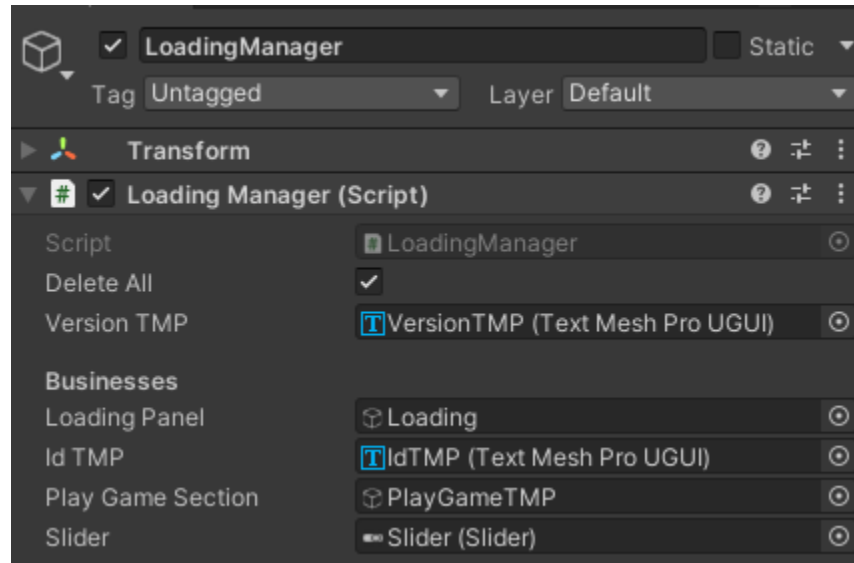 LoadingManager Static
Tag Untagged Layer Default
Transform
# Loading Manager (Script)
Script # LoadingManager
Delete All
Version TMP T VersionTMP (Text Mesh Pro UGUI)
Businesses
Loading Panel Loading
Id TMP T IdTMP (Text Mesh Pro UGUI)
Play Game Section PlayGameTMP
Slider Slider (Slider)